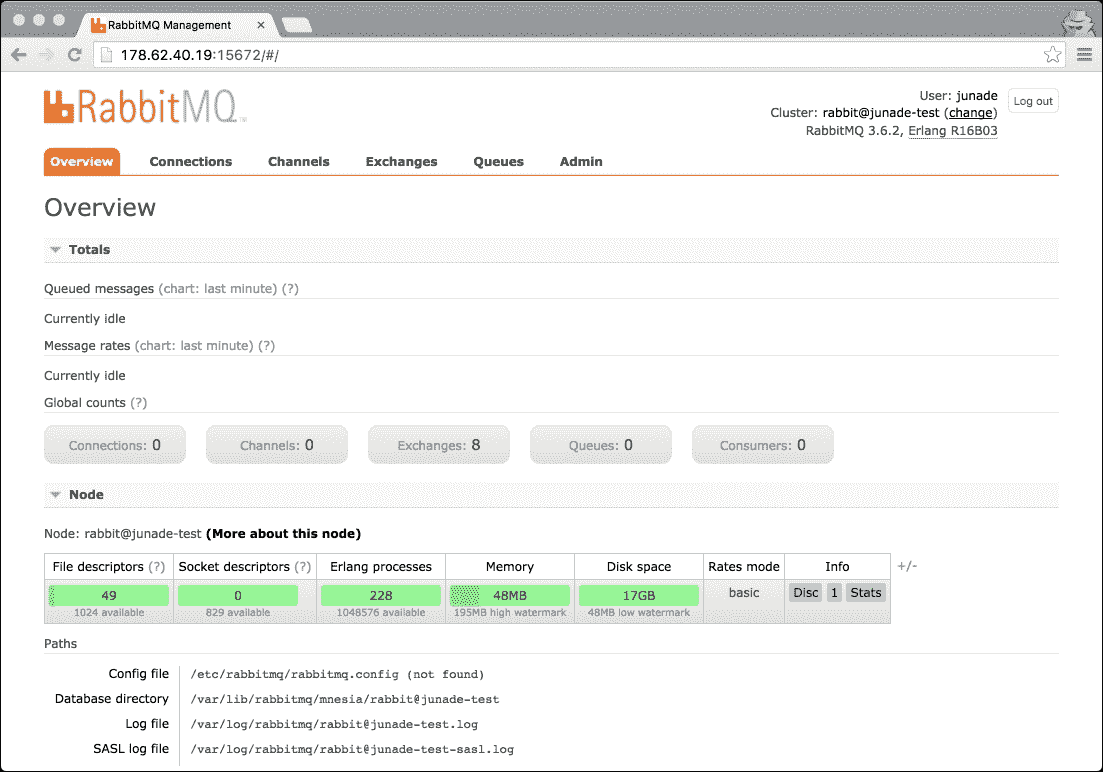 RabbitMQ Management
178.62.40.19:15672/#/
RabbitMQ™
User: junade
Log out
Cluster: rabbit@junade-test (change)
RabbitMQ 3.6.2, Erlang R16B03
Overview Connections Channels Exchanges Queues Admin
Overview
Totals
Queued messages (chart: last minute) (?)
Currently idle
Message rates (chart: last minute) (?)
Currently idle
Global counts (?)
Connections: 0 Channels: 0 Exchanges: 8 Queues: 0 Consumers: 0
Node
Node: rabbit@junade-test (More about this node)
File descriptors (?) Socket descriptors (?) Erlang processes Memory Disk space Rates mode Info +/-
49 0 228 48MB 17GB basic Disc 1 Stats
1024 available 829 available 1048576 available 195MB high watermark 48MB low watermark
Paths
Config file /etc/rabbitmq/rabbitmq.config (not found)
Database directory /var/lib/rabbitmq/mnesia/rabbit@junade-test
Log file /var/log/rabbitmq/rabbit@junade-test.log
SASL log file /var/log/rabbitmq/rabbit@junade-test-sasl.log